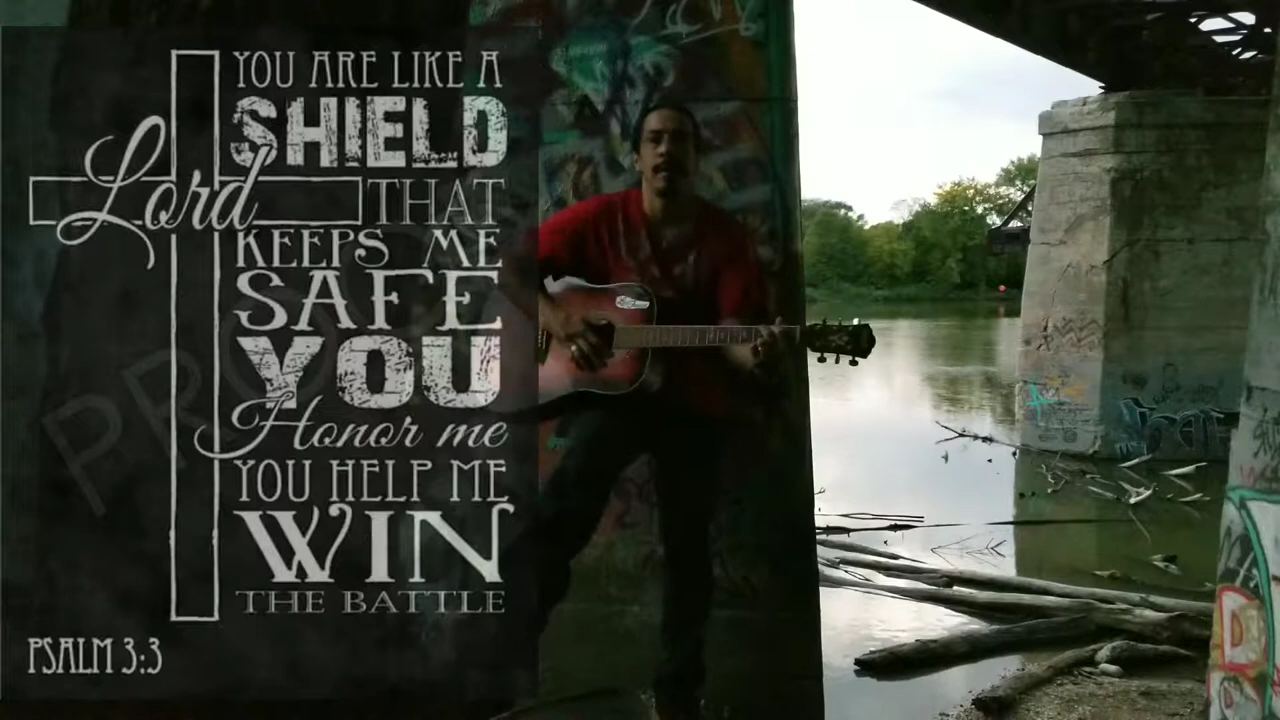 YOU ARE LIKE A
SHIELD
Lord
THAT
KEEPS ME
SAFE
YOU
Honor me
YOU HELP ME
WIN
THE BATTLE
PSALM 3:3